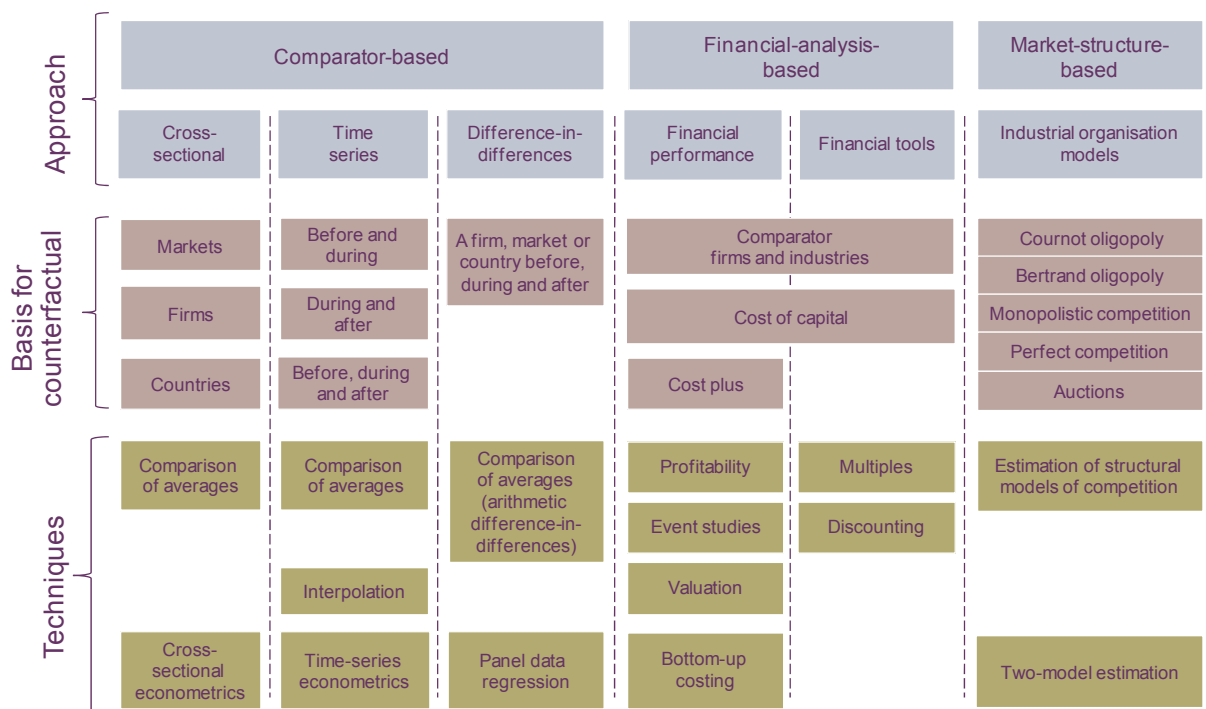 Approach
Comparator-based
Financial-analysis-
based
Market-structure-
based
Cross-
sectional
Time
series
Difference-in-
differences
Financial
performance
Financial tools
Industrial organisation
models
Basis for
counterfactual
Markets
Firms
Countries
Before and
during
During and
after
Before, during
and after
A firm, market or
country before,
during and after
Comparator
firms and industries
Cost of capital
Cost plus
Cournot oligopoly
Bertrand oligopoly
Monopolistic competition
Perfect competition
Auctions
Techniques
Comparison
of averages
Cross-
sectional
econometrics
Comparison
of averages
Interpolation
Time-series
econometrics
Comparison
of averages
(arithmetic
difference-in-
differences)
Panel data
regression
Profitability
Event studies
Valuation
Bottom-up
costing
Multiples
Discounting
Estimation of structural
models of competition
Two-model estimation